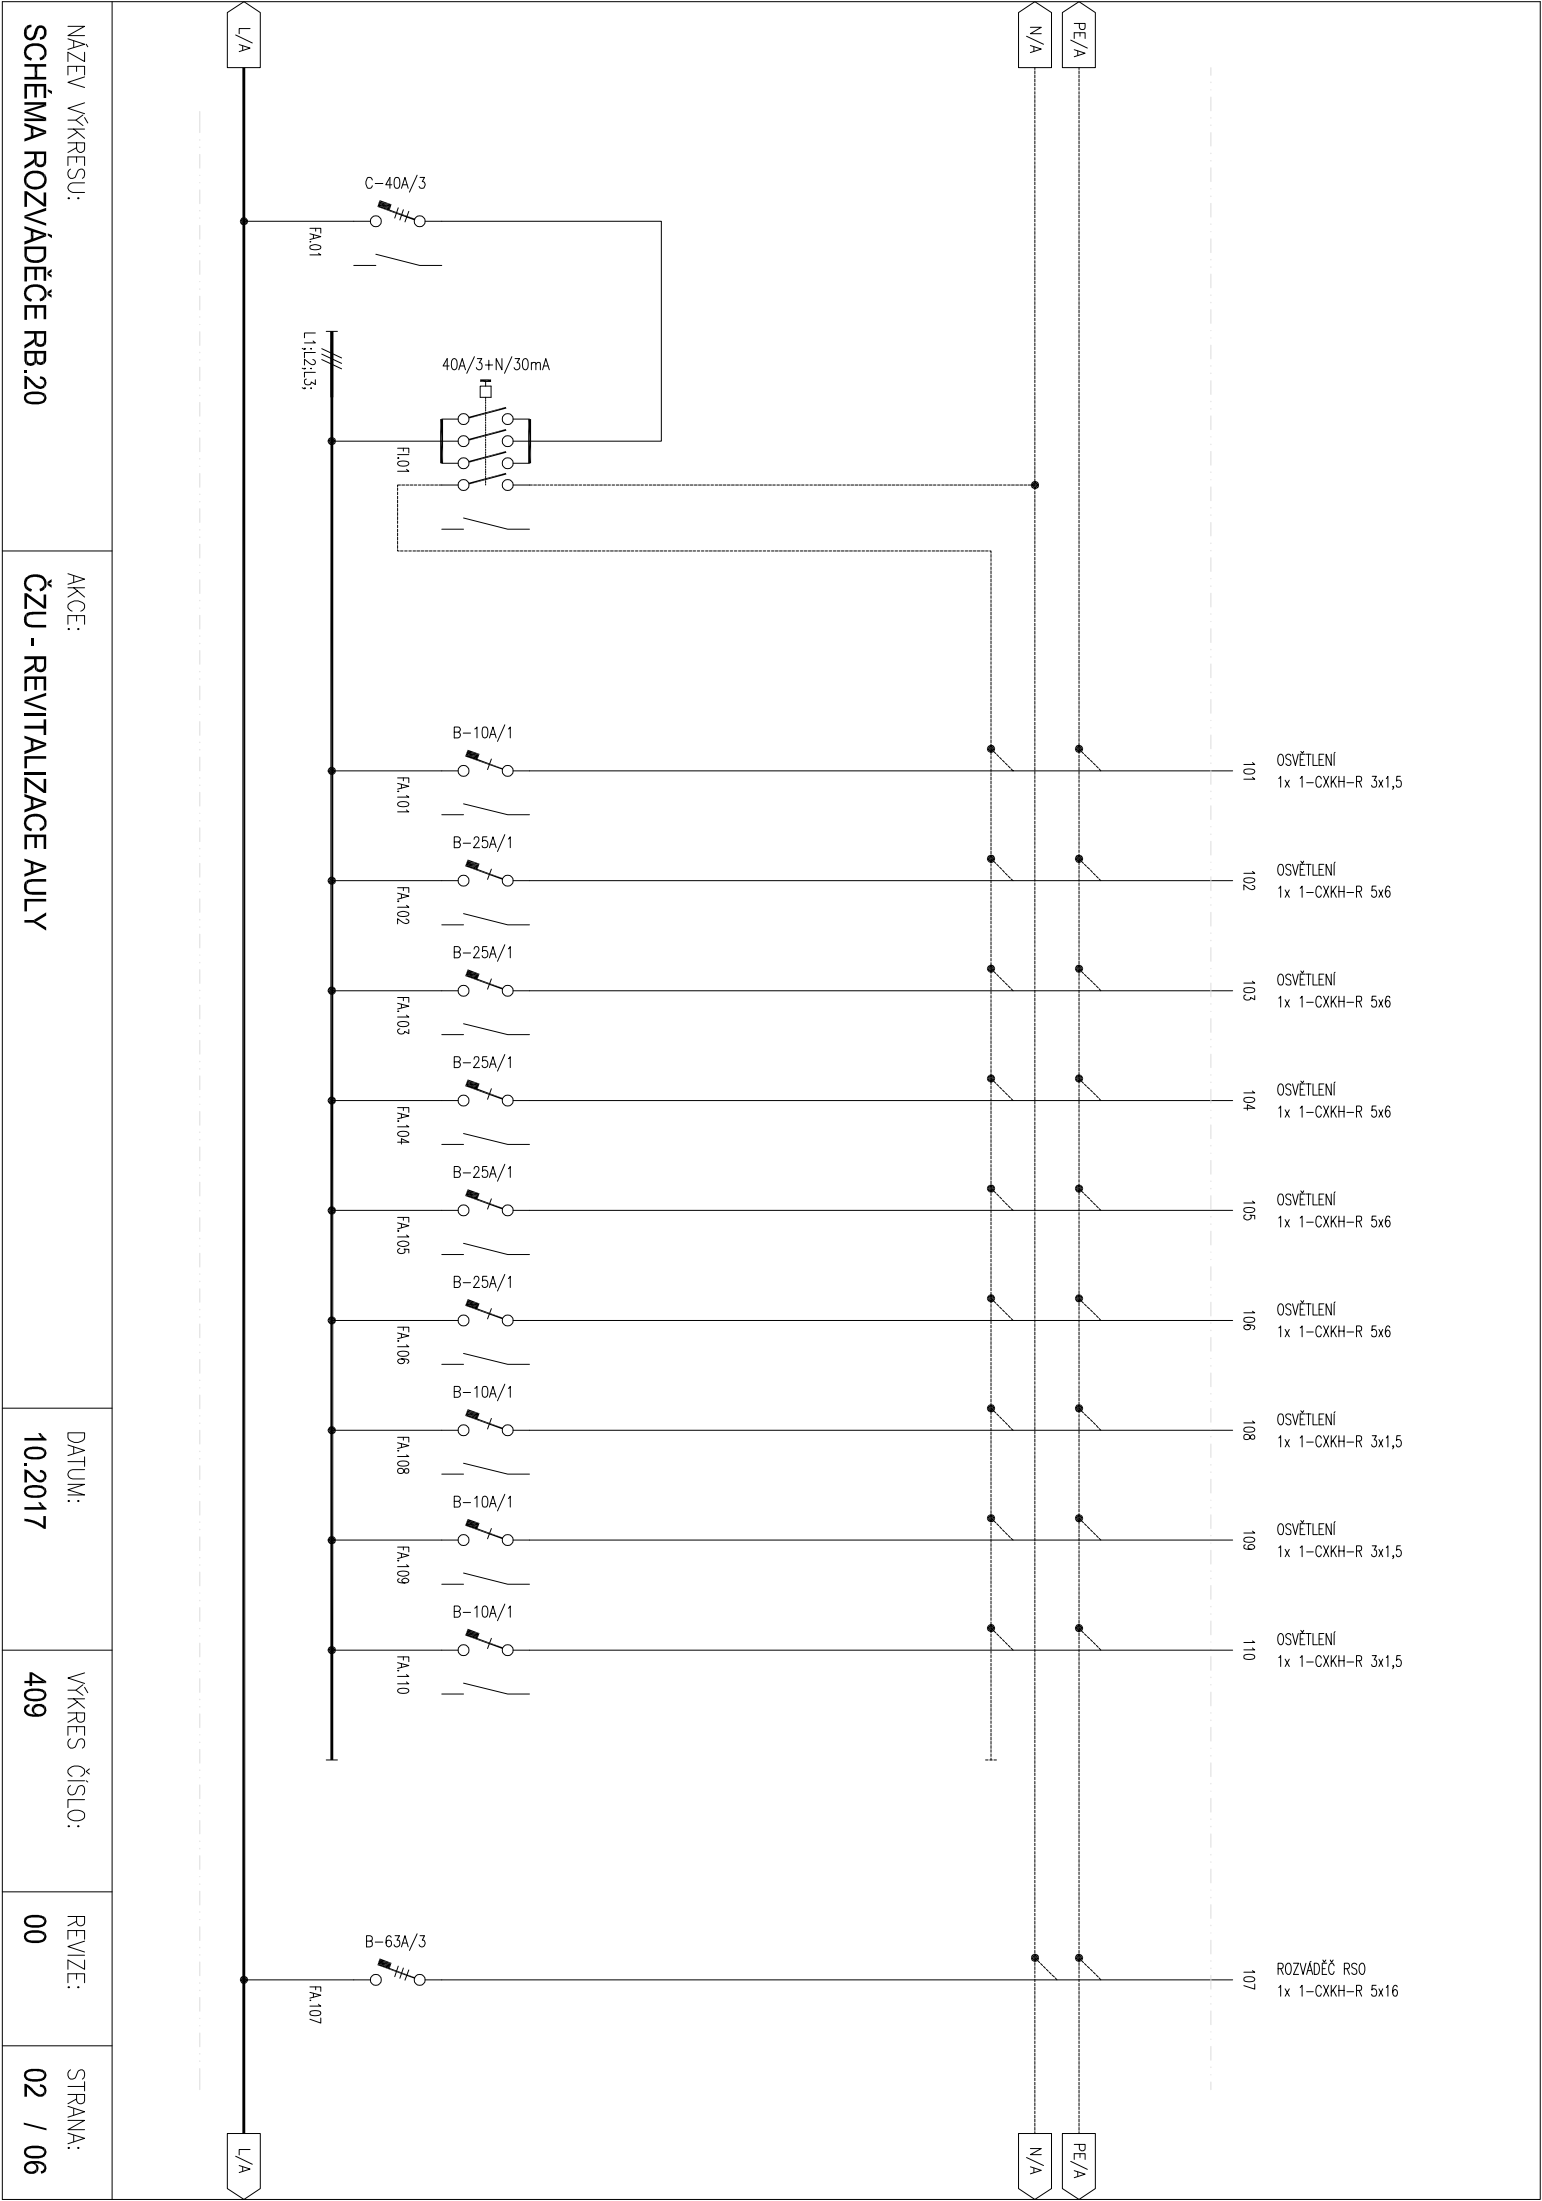 L/A
N/A
PE/A
C-40A/3
FA.01
L1;L2;L3;
40A/3+N/30mA
FI.01
B-10A/1
FA.101
101
OSVĚTLENÍ
1x 1-CXKH-R 3x1,5
B-25A/1
FA.102
102
OSVĚTLENÍ
1x 1-CXKH-R 5x6
B-25A/1
FA.103
103
OSVĚTLENÍ
1x 1-CXKH-R 5x6
B-25A/1
FA.104
104
OSVĚTLENÍ
1x 1-CXKH-R 5x6
B-25A/1
FA.105
105
OSVĚTLENÍ
1x 1-CXKH-R 5x6
B-25A/1
FA.106
106
OSVĚTLENÍ
1x 1-CXKH-R 5x6
B-10A/1
FA.108
108
OSVĚTLENÍ
1x 1-CXKH-R 3x1,5
B-10A/1
FA.109
109
OSVĚTLENÍ
1x 1-CXKH-R 3x1,5
B-10A/1
FA.110
110
OSVĚTLENÍ
1x 1-CXKH-R 3x1,5
B-63A/3
FA.107
107
ROZVÁDĚČ RSO
1x 1-CXKH-R 5x16
L/A
N/A
PE/A
NÁZEV VÝKRESU:
SCHÉMA ROZVÁDĚČE RB.20
AKCE:
ČZU - REVITALIZACE AULY
DATUM:
10.2017
VÝKRES ČÍSLO:
409
REVIZE:
00
STRANA:
02 / 06